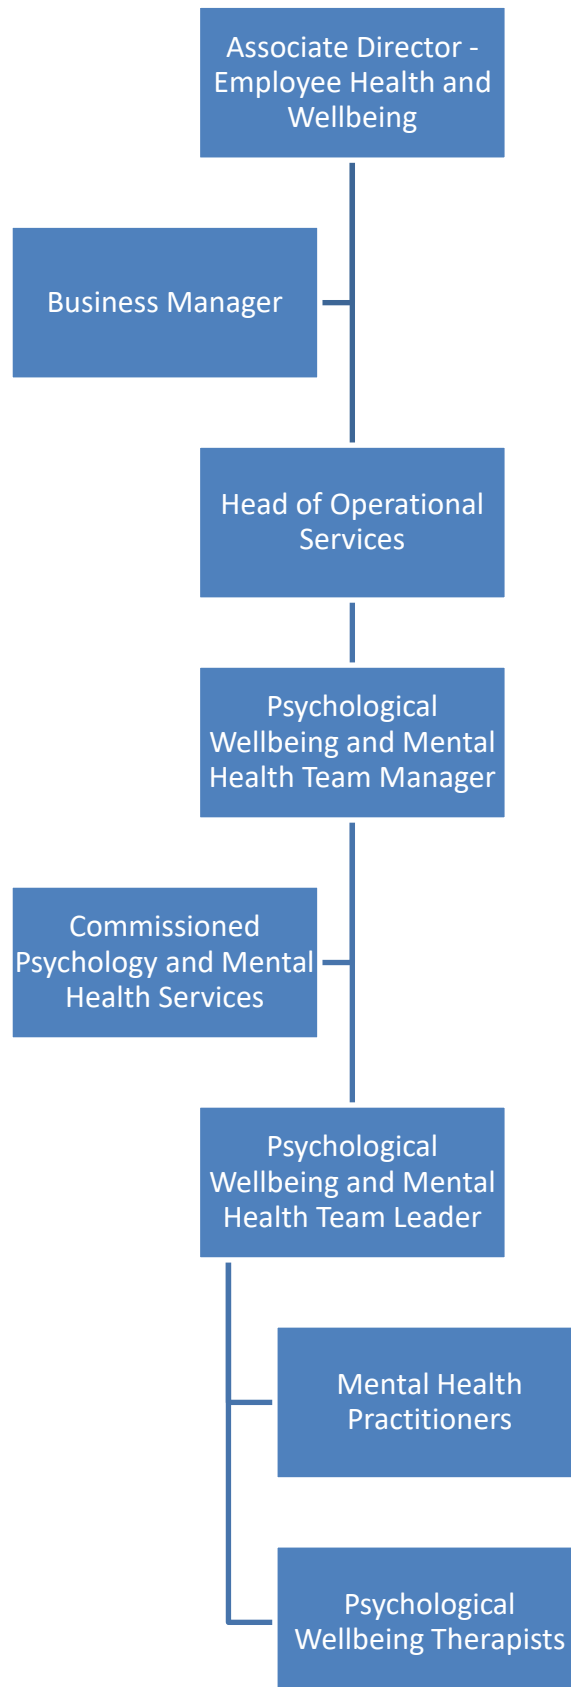 Associate Director -
Employee Health and
Wellbeing
Business Manager
Head of Operational
Services
Psychological
Wellbeing and Mental
Health Team Manager
Commissioned
Psychology and Mental
Health Services
Psychological
Wellbeing and Mental
Health Team Leader
Mental Health
Practitioners
Psychological
Wellbeing Therapists